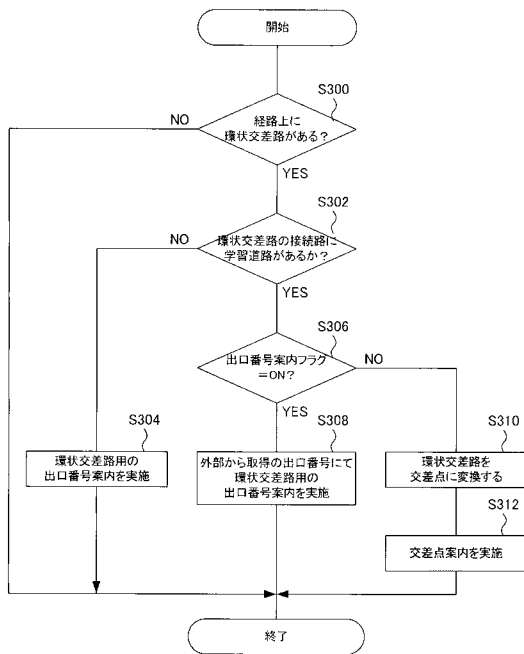 開始
S300
経路上に
環状交差路がある?
NO
YES
S302
環状交差路の接続路に
学習道路があるか?
NO
YES
S306
出口番号案内フラグ
=ON?
NO
YES
S304
環状交差路用の
出口番号案内を実施
S308
外部から取得の出口番号にて
環状交差路用の
出口番号案内を実施
S310
環状交差路を
交差点に変換する
S312
交差点案内を実施
終了